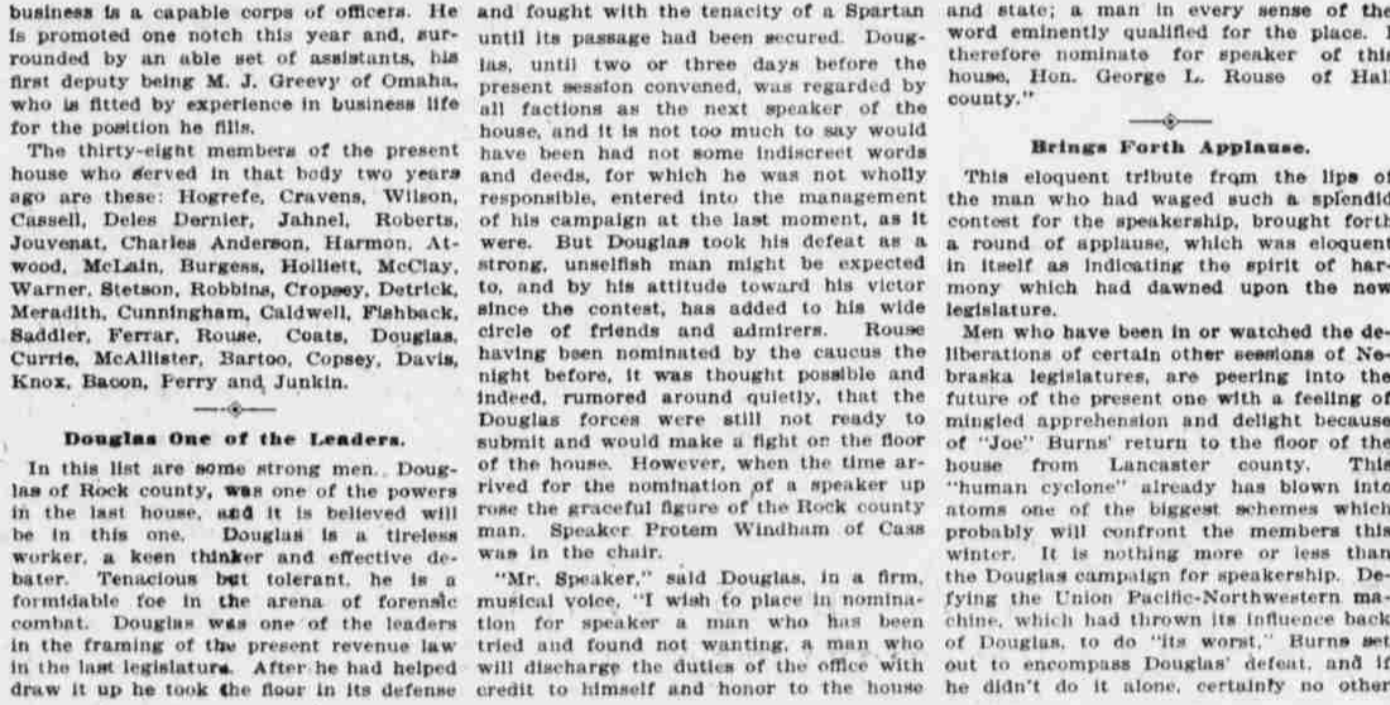 business is a capable corps of officers. He
is promoted one notch this year and, sur-
rounded by an able set of assistants, his
first deputy being M. J. Greevy of Omaha,
who is fitted by experience in business life
for the position he fills.
The thirty-eight members of the present
house who served in that body two years
ago are these: Hogrefe, Cravens, Wilson,
Cassell, Deles Dernier, Jahnel, Roberts,
Jouvenat, Charles Anderson, Harmon, At-
wood, McLain, Burgess, Holliett, McClay,
Warner, Stetson, Robbins, Cropsey, Detrick,
Meradith, Cunningham, Caldwell, Fishback,
Saddler, Ferrar, Rouse, Coats, Douglas,
Currie, McAllister, Bartoo, Copsey, Davis,
Knox, Bacon, Perry and Junkin.
Douglas One of the Leaders.
In this list are some strong men. Doug-
las of Rock county, was one of the powers
in the last house, and it is believed will
be in this one. Douglas is a tireless
worker, a keen thinker and effective de-
bater. Tenacious but tolerant, he is a
formidable foe in the arena of forensic
combat. Douglas was one of the leaders
in the framing of the present revenue law
in the last legislature. After he had helped
draw it up he took the floor in its defense
and fought with the tenacity of a Spartan
until its passage had been secured. Doug-
las, until two or three days before the
present session convened, was regarded by
all factions as the next speaker of the
house, and it is not too much to say would
have been had not some indiscreet words
and deeds, for which he was not wholly
responsible, entered into the management
of his campaign at the last moment, as it
were. But Douglas took his defeat as a
strong, unselfish man might be expected
to, and by his attitude toward his victor
since the contest, has added to his wide
circle of friends and admirers. Rouse
having been nominated by the caucus the
night before, it was thought possible and
indeed, rumored around quietly, that the
Douglas forces were still not ready to
submit and would make a fight on the floor
of the house. However, when the time ar-
rived for the nomination of a speaker up
rose the graceful figure of the Rock county
man. Speaker Protem Windham of Cass
was in the chair.
"Mr. Speaker," said Douglas, in a firm,
musical voice, "I wish to place in nomina-
tion for speaker a man who has been
tried and found not wanting, a man who
will discharge the duties of the office with
credit to himself and honor to the house
and state; a man in every sense of the
word eminently qualified for the place. I
therefore nominate for speaker of this
house, Hon. George L. Rouse of Hall
county."
Brings Forth Applause.
This eloquent tribute from the lips of
the man who had waged such a splendid
contest for the speakership, brought forth
a round of applause, which was eloquent
in itself as indicating the spirit of har-
mony which had dawned upon the new
legislature.
Men who have been in or watched the de-
liberations of certain other sessions of Ne-
braska legislatures, are peering into the
future of the present one with a feeling of
mingled apprehension and delight because
of "Joe" Burns' return to the floor of the
house from Lancaster county. This
"human cyclone" already has blown into
atoms one of the biggest schemes which
probably will confront the members this
winter. It is nothing more or less than
the Douglas campaign for speakership. De-
fying the Union Pacific-Northwestern ma-
chine, which had thrown its influence back
of Douglas, to do "its worst," Burns set
out to encompass Douglas' defeat, and if
he didn't do it alone, certainly no other